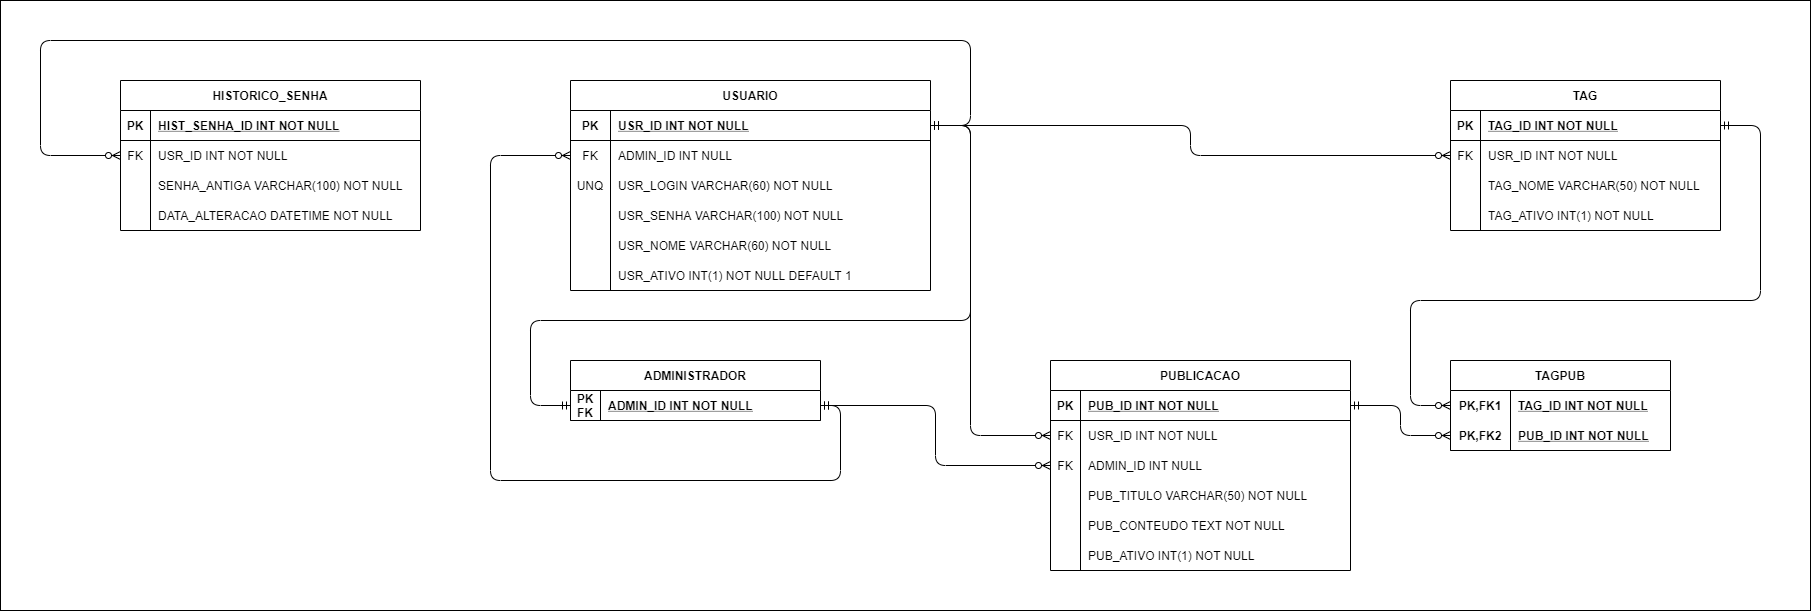 HISTORICO_SENHA
PK HIST_SENHA_ID INT NOT NULL
FK USR_ID INT NOT NULL
SENHA_ANTIGA VARCHAR(100) NOT NULL
DATA_ALTERACAO DATETIME NOT NULL
USUARIO
PK USR_ID INT NOT NULL
FK ADMIN_ID INT NULL
UNQ USR_LOGIN VARCHAR(60) NOT NULL
USR_SENHA VARCHAR(100) NOT NULL
USR_NOME VARCHAR(60) NOT NULL
USR_ATIVO INT(1) NOT NULL DEFAULT 1
TAG
PK TAG_ID INT NOT NULL
FK USR_ID INT NOT NULL
TAG_NOME VARCHAR(50) NOT NULL
TAG_ATIVO INT(1) NOT NULL
ADMINISTRADOR
PK
FK ADMIN_ID INT NOT NULL
PUBLICACAO
PK PUB_ID INT NOT NULL
FK USR_ID INT NOT NULL
FK ADMIN_ID INT NULL
PUB_TITULO VARCHAR(50) NOT NULL
PUB_CONTEUDO TEXT NOT NULL
PUB_ATIVO INT(1) NOT NULL
TAGPUB
PK,FK1 TAG_ID INT NOT NULL
PK,FK2 PUB_ID INT NOT NULL